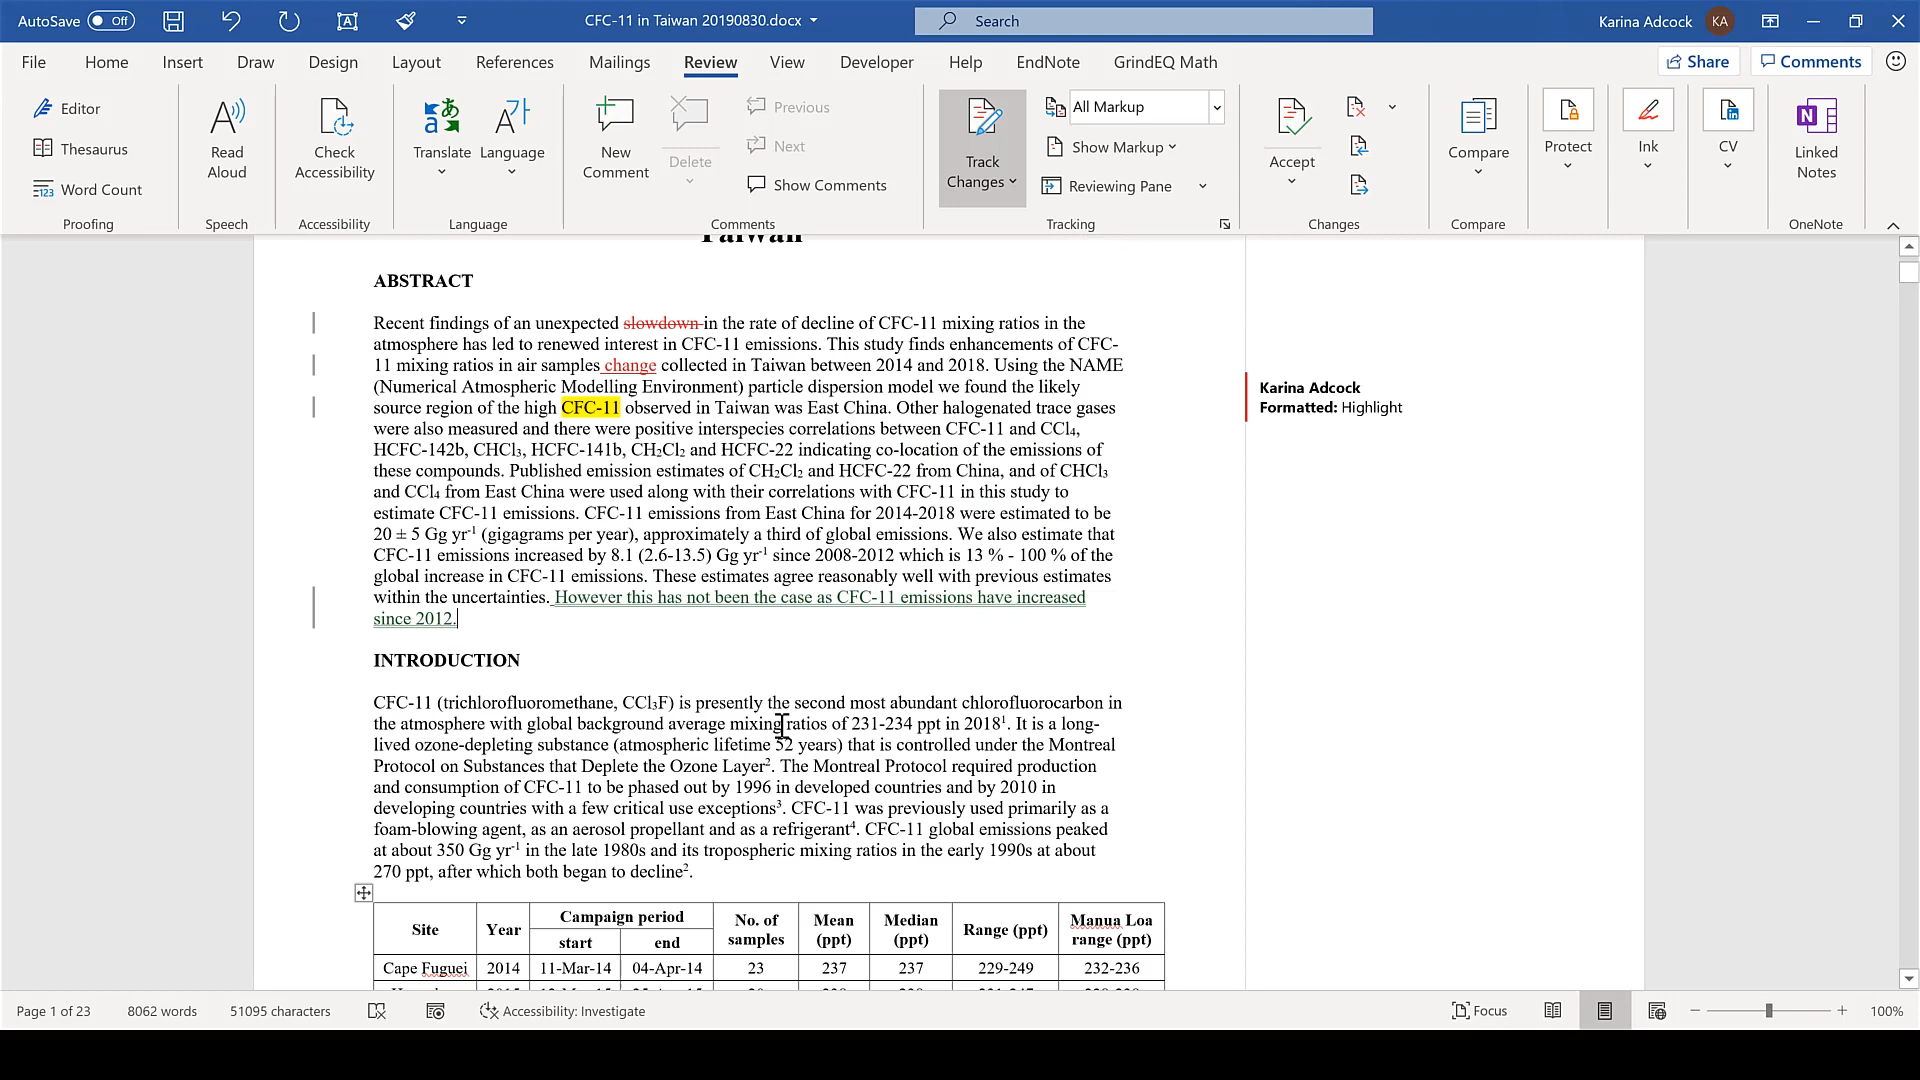 AutoSave Off
CFC-11 in Taiwan 20190830.docx
Search
Karina Adcock KA
File Home Insert Draw Design Layout References Mailings Review View Developer Help EndNote GrindEQ Math
Share Comments
Editor
Thesaurus
Word Count
Proofing
Read Aloud
Speech
Check Accessibility
Accessibility
Translate
Language
Language
New Comment
Delete
Previous
Next
Show Comments
Comments
Track Changes
All Markup
Show Markup
Reviewing Pane
Tracking
Accept
Changes
Compare
Compare
Protect
Ink
CV
Linked Notes
OneNote
Taiwan
ABSTRACT
Recent findings of an unexpected slowdown in the rate of decline of CFC-11 mixing ratios in the
atmosphere has led to renewed interest in CFC-11 emissions. This study finds enhancements of CFC-
11 mixing ratios in air samples change collected in Taiwan between 2014 and 2018. Using the NAME
(Numerical Atmospheric Modelling Environment) particle dispersion model we found the likely
source region of the high CFC-11 observed in Taiwan was East China. Other halogenated trace gases
were also measured and there were positive interspecies correlations between CFC-11 and CCl₄,
HCFC-142b, CHCl₃, HCFC-141b, CH₂Cl₂ and HCFC-22 indicating co-location of the emissions of
these compounds. Published emission estimates of CH₂Cl₂ and HCFC-22 from China, and of CHCl₃
and CCl₄ from East China were used along with their correlations with CFC-11 in this study to
estimate CFC-11 emissions. CFC-11 emissions from East China for 2014-2018 were estimated to be
20 ± 5 Gg yr⁻¹ (gigagrams per year), approximately a third of global emissions. We also estimate that
CFC-11 emissions increased by 8.1 (2.6-13.5) Gg yr⁻¹ since 2008-2012 which is 13 % - 100 % of the
global increase in CFC-11 emissions. These estimates agree reasonably well with previous estimates
within the uncertainties. However this has not been the case as CFC-11 emissions have increased
since 2012.
Karina Adcock
Formatted: Highlight
INTRODUCTION
CFC-11 (trichlorofluoromethane, CCl₃F) is presently the second most abundant chlorofluorocarbon in
the atmosphere with global background average mixing ratios of 231-234 ppt in 2018¹. It is a long-
lived ozone-depleting substance (atmospheric lifetime 52 years) that is controlled under the Montreal
Protocol on Substances that Deplete the Ozone Layer². The Montreal Protocol required production
and consumption of CFC-11 to be phased out by 1996 in developed countries and by 2010 in
developing countries with a few critical use exceptions³. CFC-11 was previously used primarily as a
foam-blowing agent, as an aerosol propellant and as a refrigerant⁴. CFC-11 global emissions peaked
at about 350 Gg yr⁻¹ in the late 1980s and its tropospheric mixing ratios in the early 1990s at about
270 ppt, after which both began to decline².
Site Year Campaign period start end No. of samples Mean (ppt) Median (ppt) Range (ppt) Manua Loa range (ppt)
Cape Fuguei 2014 11-Mar-14 04-Apr-14 23 237 237 229-249 232-236
Page 1 of 23 8062 words 51095 characters Accessibility: Investigate Focus 100%